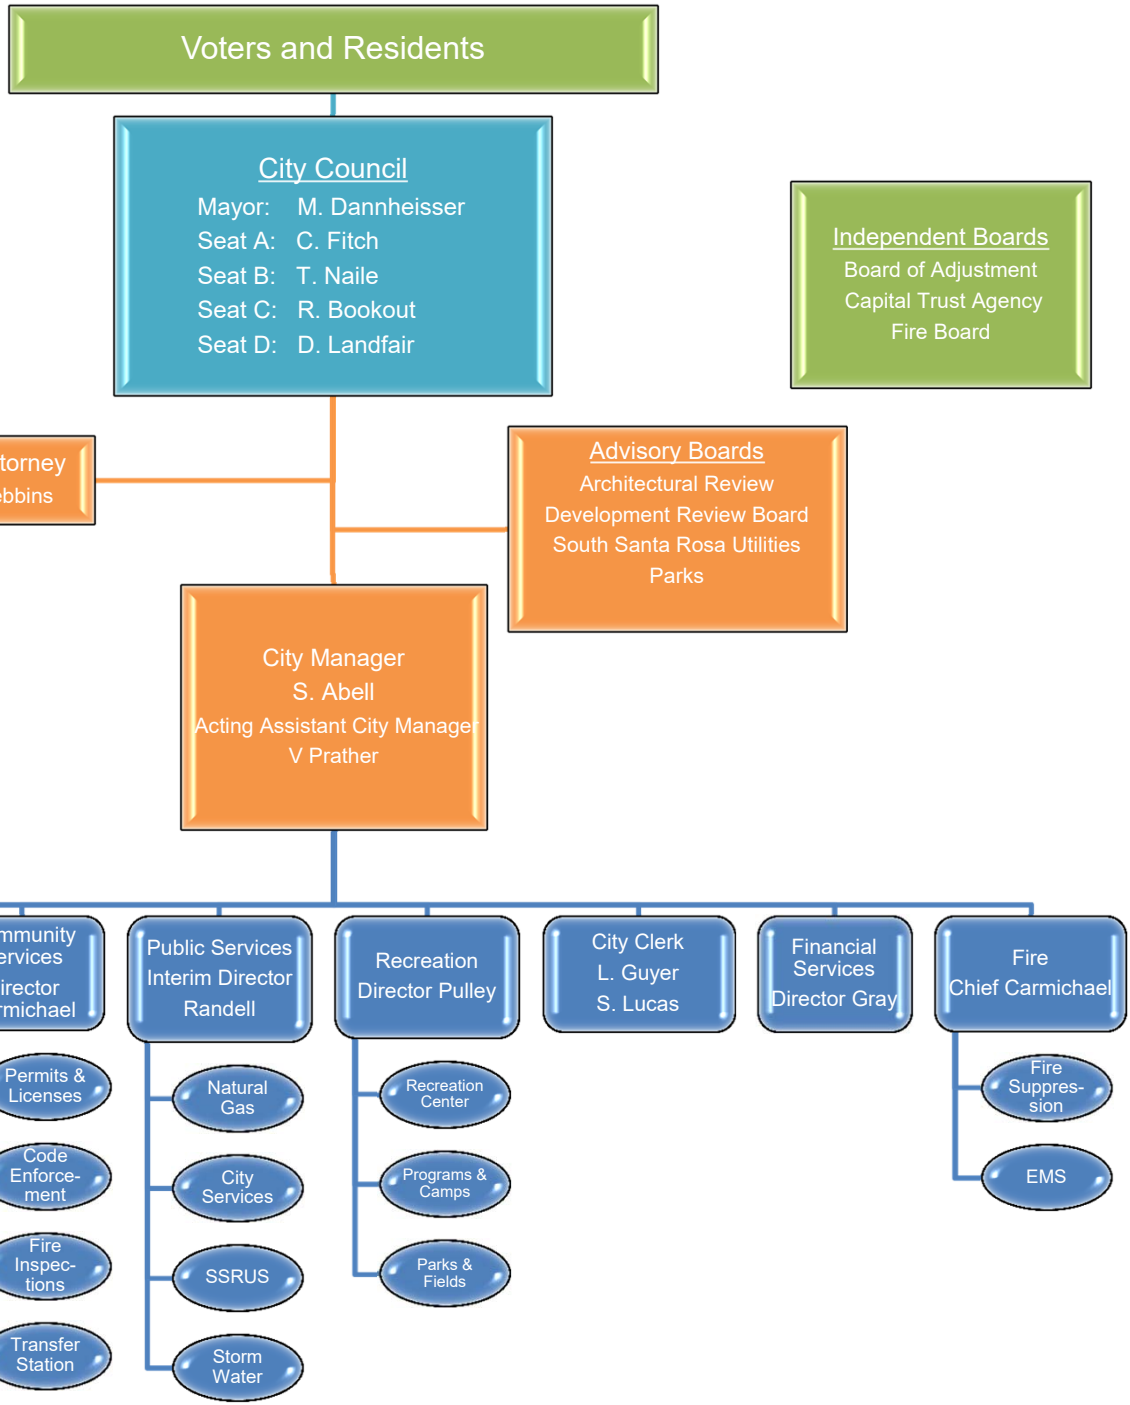 Voters and Residents
City Council
Mayor: M. Dannheisser
Seat A: C. Fitch
Seat B: T. Naile
Seat C: R. Bookout
Seat D: D. Landfair
Independent Boards
Board of Adjustment
Capital Trust Agency
Fire Board
torney
bbins
Advisory Boards
Architectural Review
Development Review Board
South Santa Rosa Utilities
Parks
City Manager
S. Abell
Acting Assistant City Manager
V Prather
mmunity
ervices
irector
rmichael
Permits &
Licenses
Code
Enforce-
ment
Fire
Inspec-
tions
Transfer
Station
Public Services
Interim Director
Randell
Natural
Gas
City
Services
SSRUS
Storm
Water
Recreation
Director Pulley
Recreation
Center
Programs &
Camps
Parks &
Fields
City Clerk
L. Guyer
S. Lucas
Financial
Services
Director Gray
Fire
Chief Carmichael
Fire
Suppres-
sion
EMS